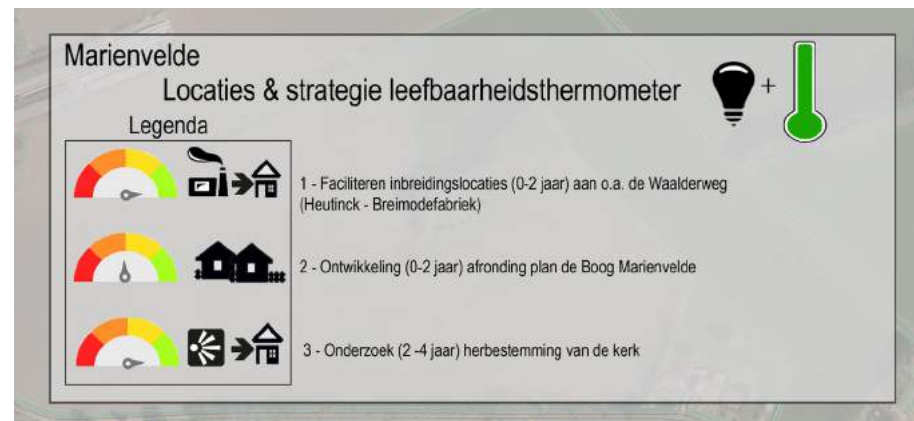 Marienvelde
Locaties & strategie leefbaarheidsthermometer
+
Legenda
1 - Faciliteren inbreidingslocaties (0-2 jaar) aan o.a. de Waalderweg
(Heutinck - Breimodefabriek)
2 - Ontwikkeling (0-2 jaar) afronding plan de Boog Marienvelde
3 - Onderzoek (2 -4 jaar) herbestemming van de kerk